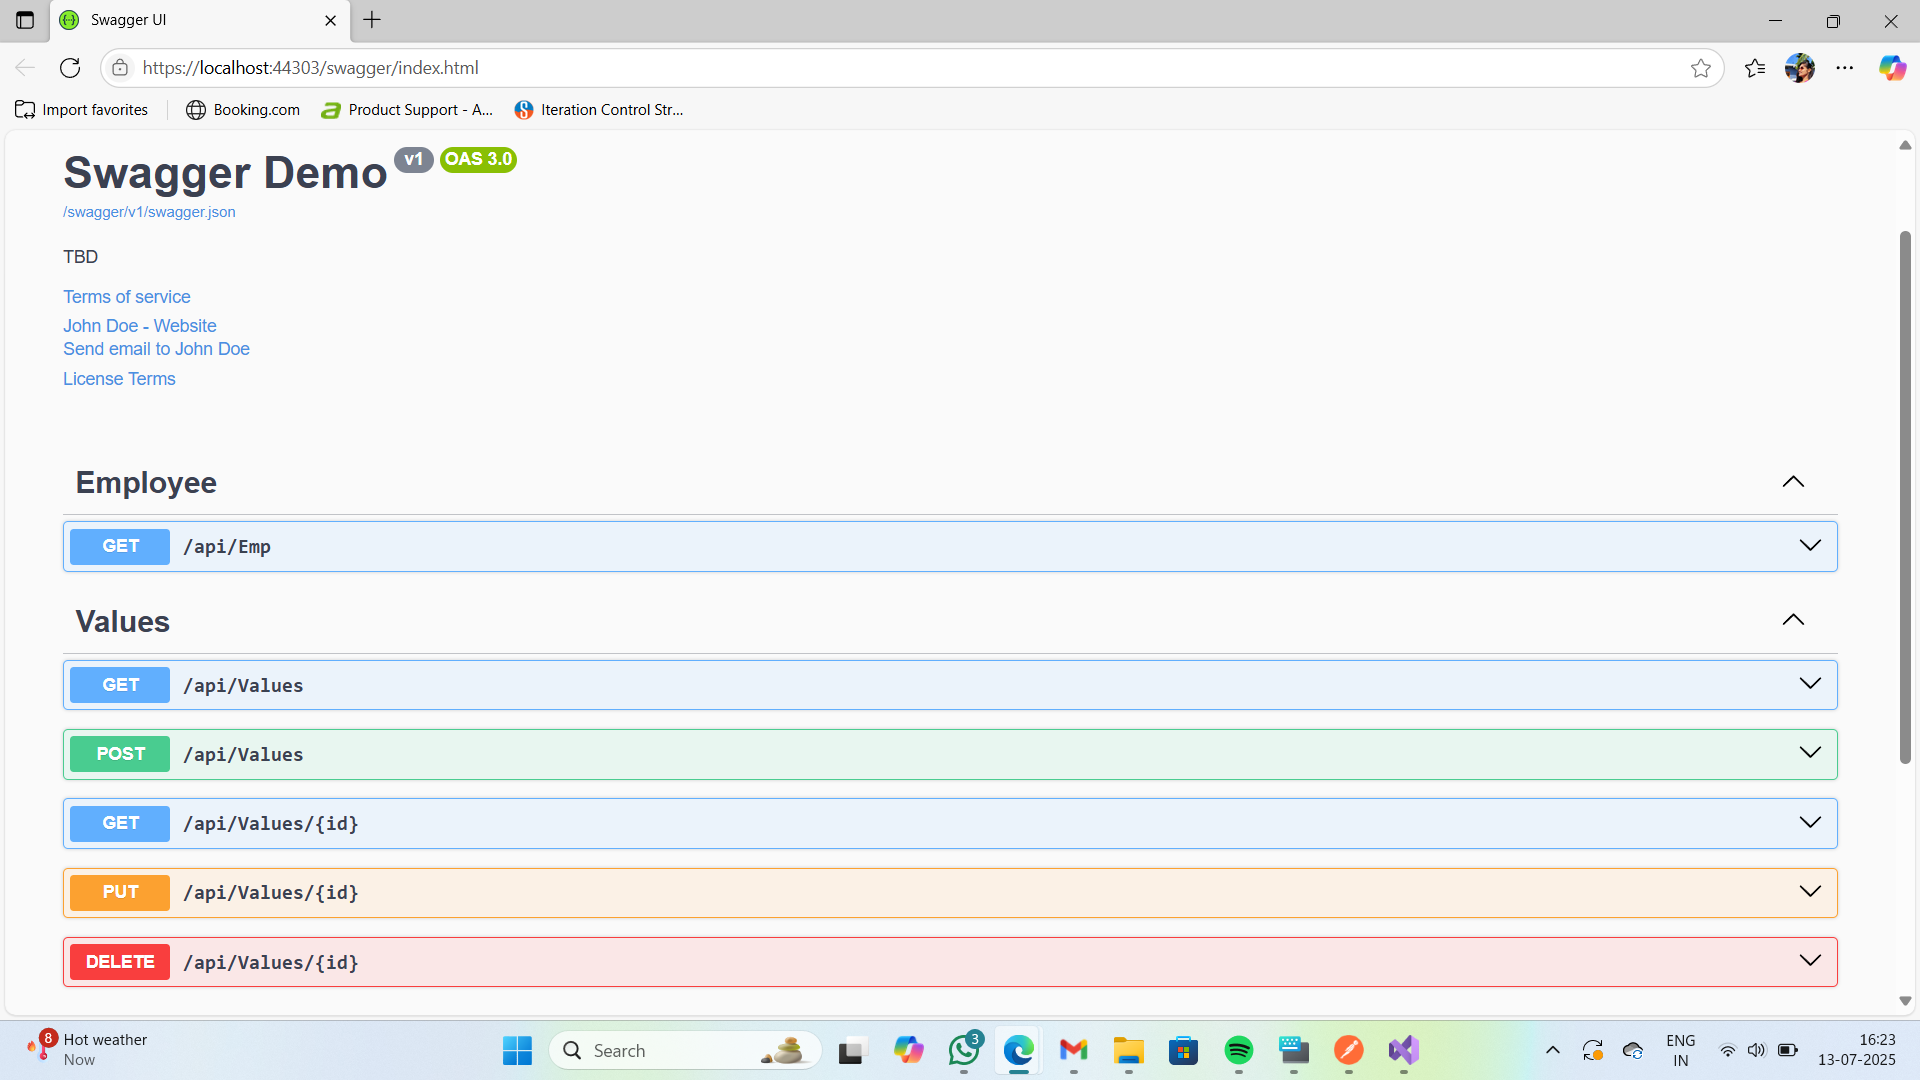 Swagger UI
https://localhost:44303/swagger/index.html
Import favorites
Booking.com
Product Support - A...
Iteration Control Str...
Swagger Demo v1 OAS 3.0
/swagger/v1/swagger.json
TBD
Terms of service
John Doe - Website
Send email to John Doe
License Terms
Employee
GET /api/Emp
Values
GET /api/Values
POST /api/Values
GET /api/Values/{id}
PUT /api/Values/{id}
DELETE /api/Values/{id}
8
Hot weather
Now
Search
3
ENG
IN
16:23
13-07-2025